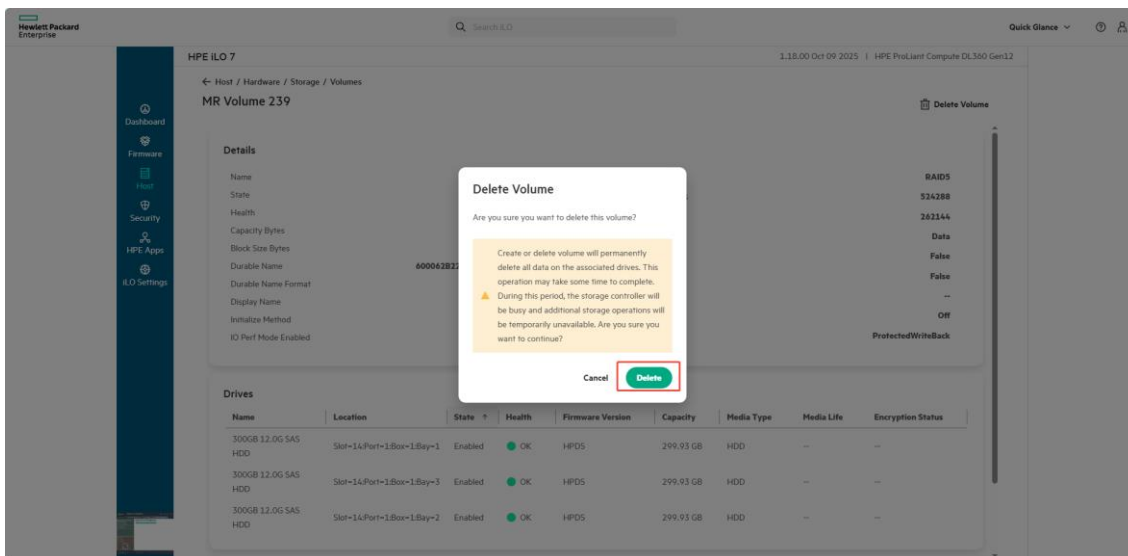 Hewlett Packard
Enterprise
Search iLO
Quick Glance
HPE iLO 7
1.18.00 Oct 09 2025 | HPE ProLiant Compute DL360 Gen12
← Host / Hardware / Storage / Volumes
MR Volume 239
Delete Volume
Dashboard
Firmware
Host
Security
HPE Apps
iLO Settings
Details
Name
RAID5
State
524288
Health
262144
Capacity Bytes
Data
Block Size Bytes
False
Durable Name
600062B22
False
Durable Name Format
--
Display Name
Off
Initialize Method
ProtectedWriteBack
IO Perf Mode Enabled
Delete Volume
Are you sure you want to delete this volume?
Create or delete volume will permanently
delete all data on the associated drives. This
operation may take some time to complete.
During this period, the storage controller will
be busy and additional storage operations will
be temporarily unavailable. Are you sure you
want to continue?
Cancel Delete
Drives
Name Location State ↑ Health Firmware Version Capacity Media Type Media Life Encryption Status
300GB 12.0G SAS
HDD
Slot=14:Port=1:Box=1:Bay=1 Enabled OK HPD5 299.93 GB HDD -- --
300GB 12.0G SAS
HDD
Slot=14:Port=1:Box=1:Bay=3 Enabled OK HPD5 299.93 GB HDD -- --
300GB 12.0G SAS
HDD
Slot=14:Port=1:Box=1:Bay=2 Enabled OK HPD5 299.93 GB HDD -- --